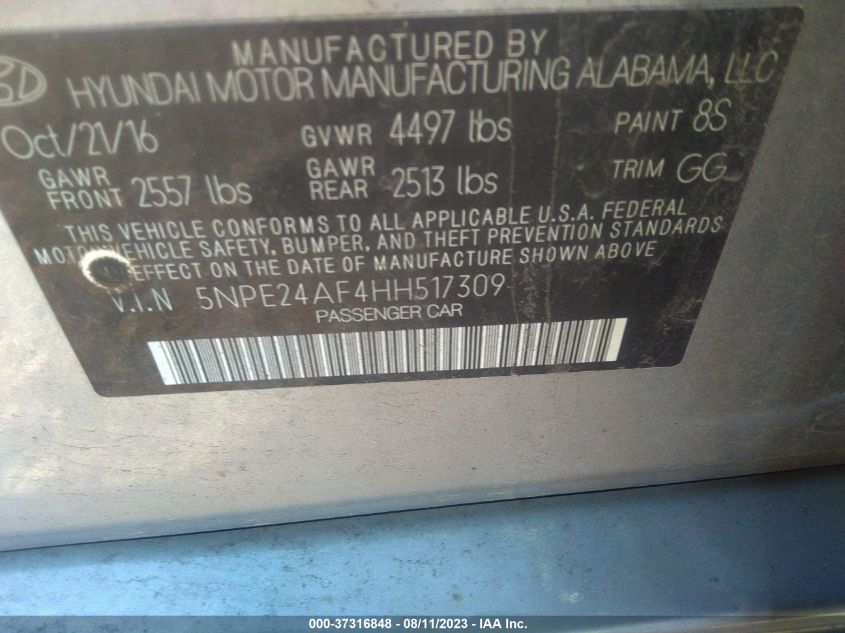 MANUFACTURED BY
HYUNDAI MOTOR MANUFACTURING ALABAMA, LLC
Oct/21/16 GVWR 4497 lbs PAINT 8S
GAWR FRONT 2557 lbs GAWR REAR 2513 lbs TRIM GG
THIS VEHICLE CONFORMS TO ALL APPLICABLE U.S.A. FEDERAL
MOTOR VEHICLE SAFETY, BUMPER, AND THEFT PREVENTION STANDARDS
EFFECT ON THE DATE OF MANUFACTURE SHOWN ABOVE
V.I.N 5NPE24AF4HH517309
PASSENGER CAR
000-37316848 - 08/11/2023 - IAA Inc.